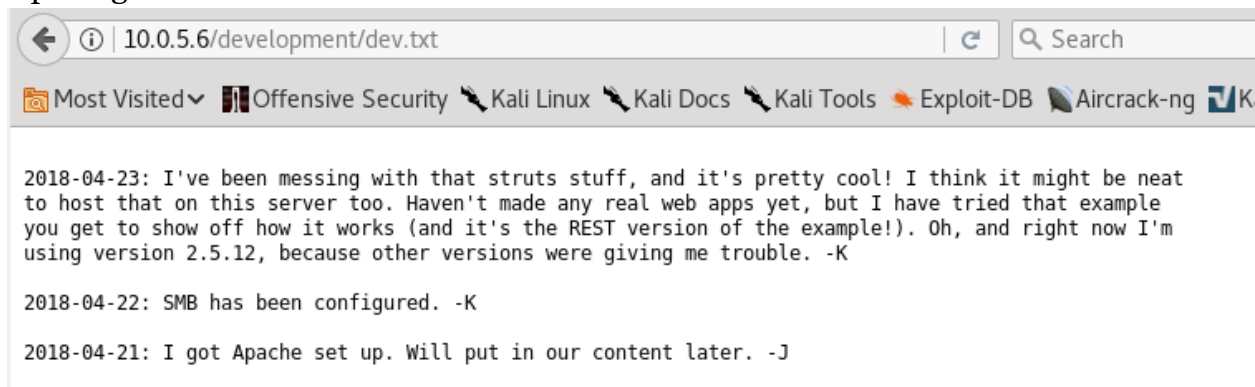 10.0.5.6/development/dev.txt
Search
Most Visited Offensive Security Kali Linux Kali Docs Kali Tools Exploit-DB Aircrack-ng K
2018-04-23: I've been messing with that struts stuff, and it's pretty cool! I think it might be neat
to host that on this server too. Haven't made any real web apps yet, but I have tried that example
you get to show off how it works (and it's the REST version of the example!). Oh, and right now I'm
using version 2.5.12, because other versions were giving me trouble. -K
2018-04-22: SMB has been configured. -K
2018-04-21: I got Apache set up. Will put in our content later. -J